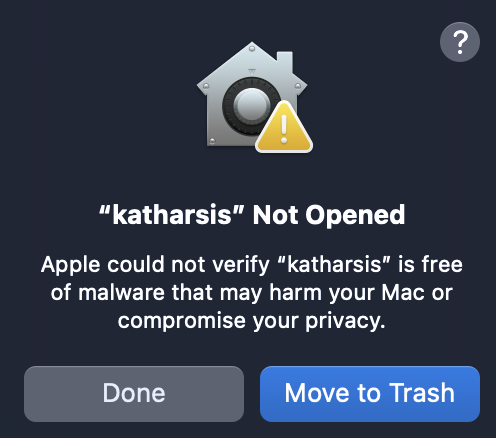 ?
“katharsis” Not Opened
Apple could not verify “katharsis” is free
of malware that may harm your Mac or
compromise your privacy.
Done
Move to Trash